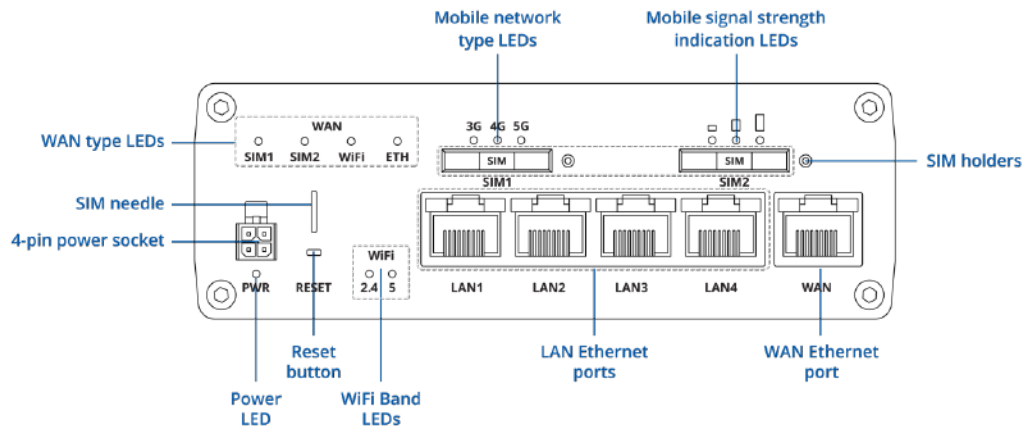 Mobile network
type LEDs
Mobile signal strength
indication LEDs
WAN type LEDs
WAN
SIM1 SIM2 WiFi ETH
3G 4G 5G
SIM
SIM1
SIM
SIM2
SIM holders
SIM needle
4-pin power socket
PWR
RESET
WiFi
2.4 5
LAN1 LAN2 LAN3 LAN4 WAN
Reset
button
LAN Ethernet
ports
WAN Ethernet
port
Power
LED
WiFi Band
LEDs